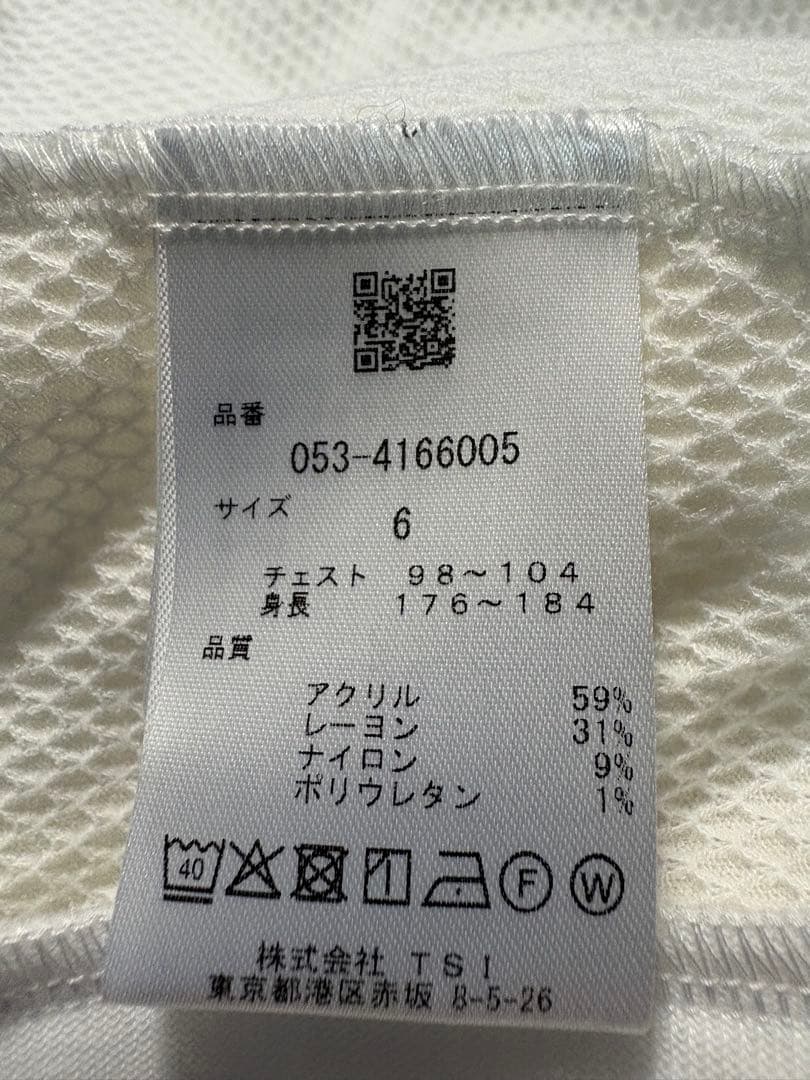 品番
053-4166005
サイズ
6
チェスト 98～104
身長 176～184
品質
アクリル 59%
レーヨン 31%
ナイロン 9%
ポリウレタン 1%
40 F W
株式会社 TSI
東京都港区赤坂 8-5-26